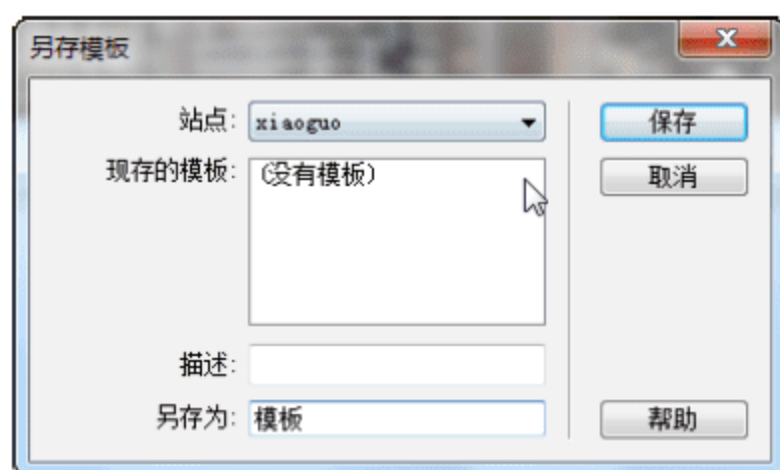 另存模板
站点: xiaoguo 保存
现存的模板: (没有模板) 取消
描述:
另存为: 模板 帮助